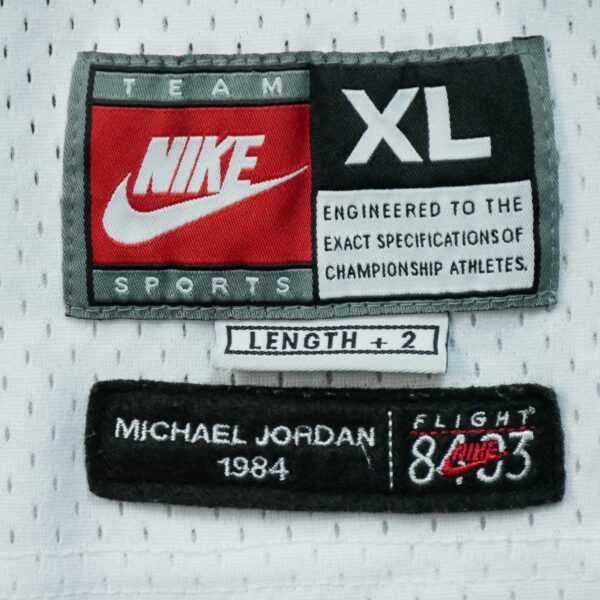 TEAM
NIKE
SPORTS
XL
ENGINEERED TO THE
EXACT SPECIFICATIONS OF
CHAMPIONSHIP ATHLETES.
LENGTH + 2
MICHAEL JORDAN
1984
FLIGHT®
84.03
NIKE